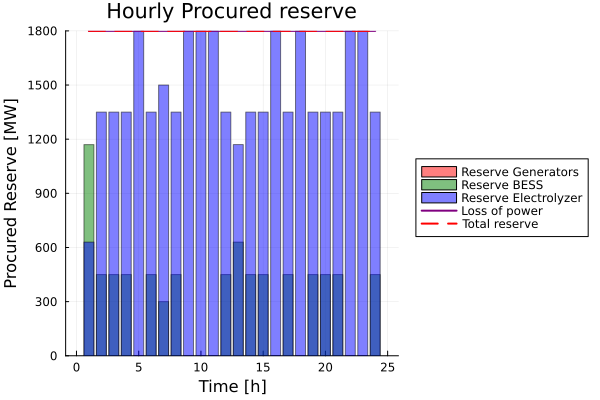 Hourly Procured reserve
Procured Reserve [MW]
1800
1500
1200
900
600
300
0
0
5
10
15
20
25
Time [h]
Reserve Generators
Reserve BESS
Reserve Electrolyzer
Loss of power
Total reserve